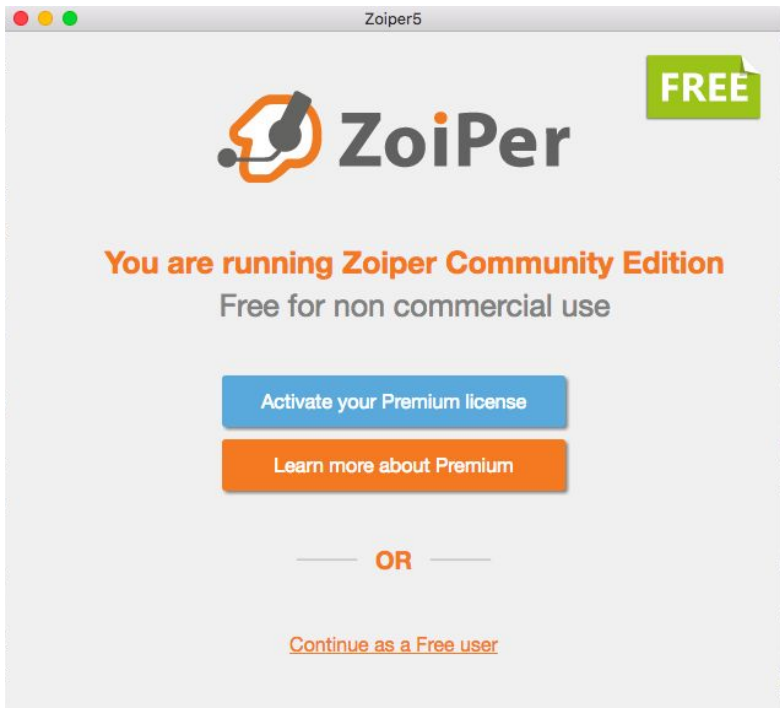 Zoiper5
FREE
ZoiPer
You are running Zoiper Community Edition
Free for non commercial use
Activate your Premium license
Learn more about Premium
OR
Continue as a Free user